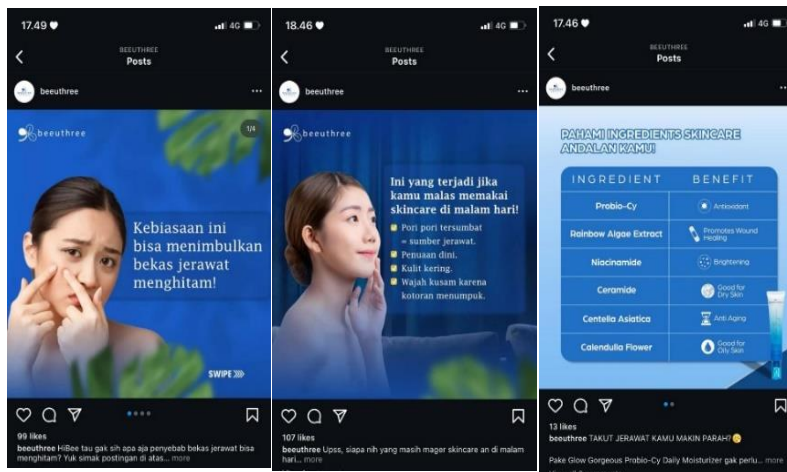 17.49
4G
BEEUTHREE
Posts
beeuthree
beeuthree
1/4
Kebiasaan ini
bisa menimbulkan
bekas jerawat
menghitam!
SWIPE
99 likes
beeuthree HiBee tau gak sih apa aja penyebab bekas jerawat bisa
menghitam? Yuk simak postingan di atas... more
18.46
4G
BEEUTHREE
Posts
beeuthree
beeuthree
Ini yang terjadi jika
kamu malas memakai
skincare di malam hari!
Pori pori tersumbat
= sumber jerawat.
Penuaan dini.
Kulit kering.
Wajah kusam karena
kotoran menumpuk.
107 likes
beeuthree Upss, siapa nih yang masih mager skincare an di malam
hari... more
17.46
4G
BEEUTHREE
Posts
beeuthree
PAHAMI INGREDIENTS SKINCARE
ANDALAN KAMU!
INGREDIENT BENEFIT
Probio-Cy Antioxidant
Rainbow Algae Extract Promotes Wound
Healing
Niacinamide Brightening
Ceramide Good for
Dry Skin
Centella Asiatica Anti Aging
Calendulla Flower Good for
Oily Skin
13 likes
beeuthree TAKUT JERAWAT KAMU MAKIN PARAH?
Pake Glow Gorgeous Probio-Cy Daily Moisturizer gak perlu... more